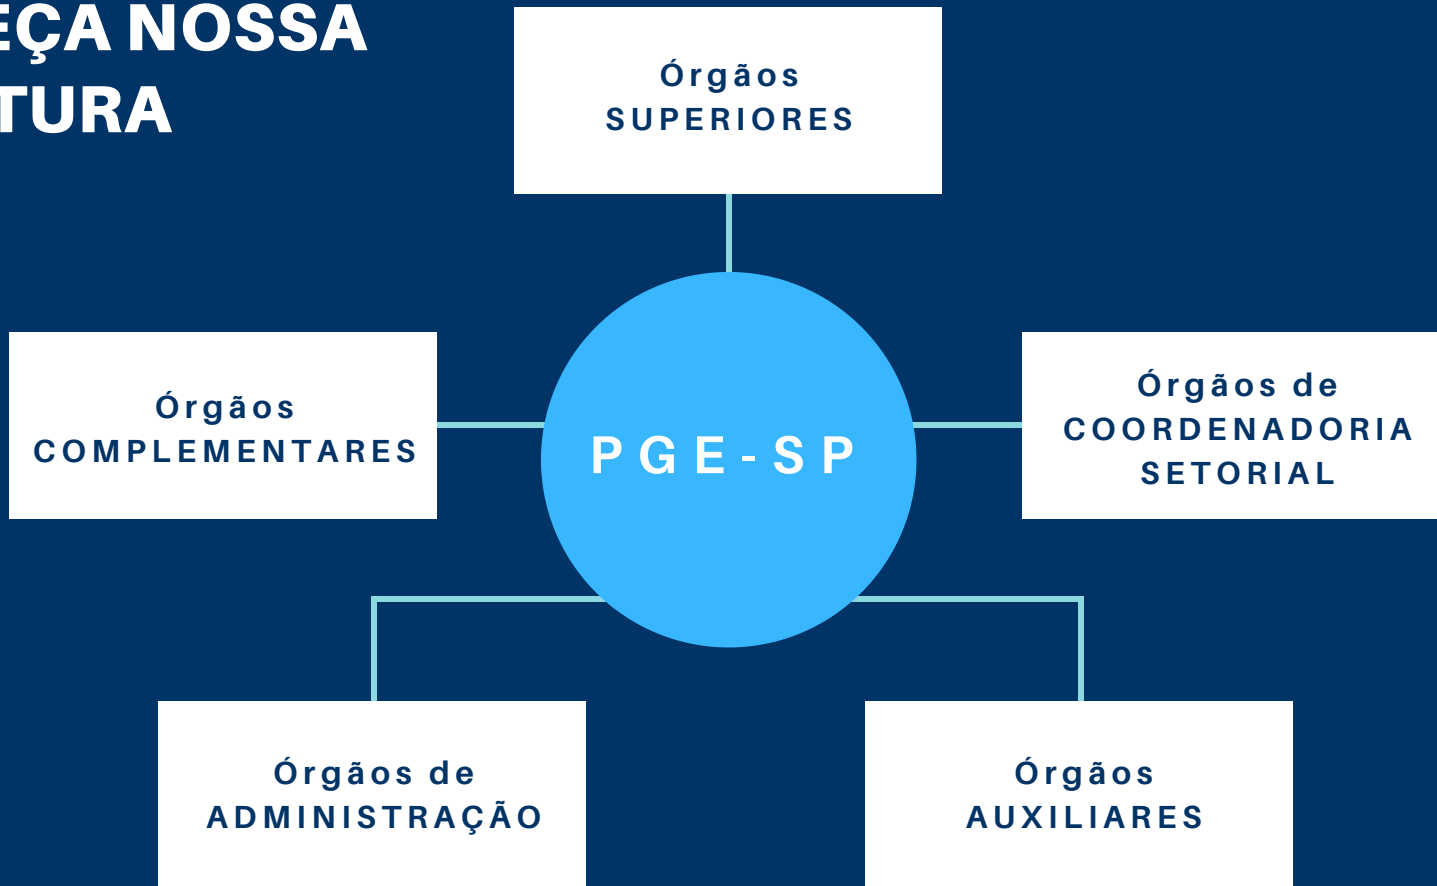 EÇA NOSSA
TURA
Órgãos
SUPERIORES
Órgãos
COMPLEMENTARES
PGE-SP
Órgãos de
COORDENADORIA
SETORIAL
Órgãos de
ADMINISTRAÇÃO
Órgãos
AUXILIARES